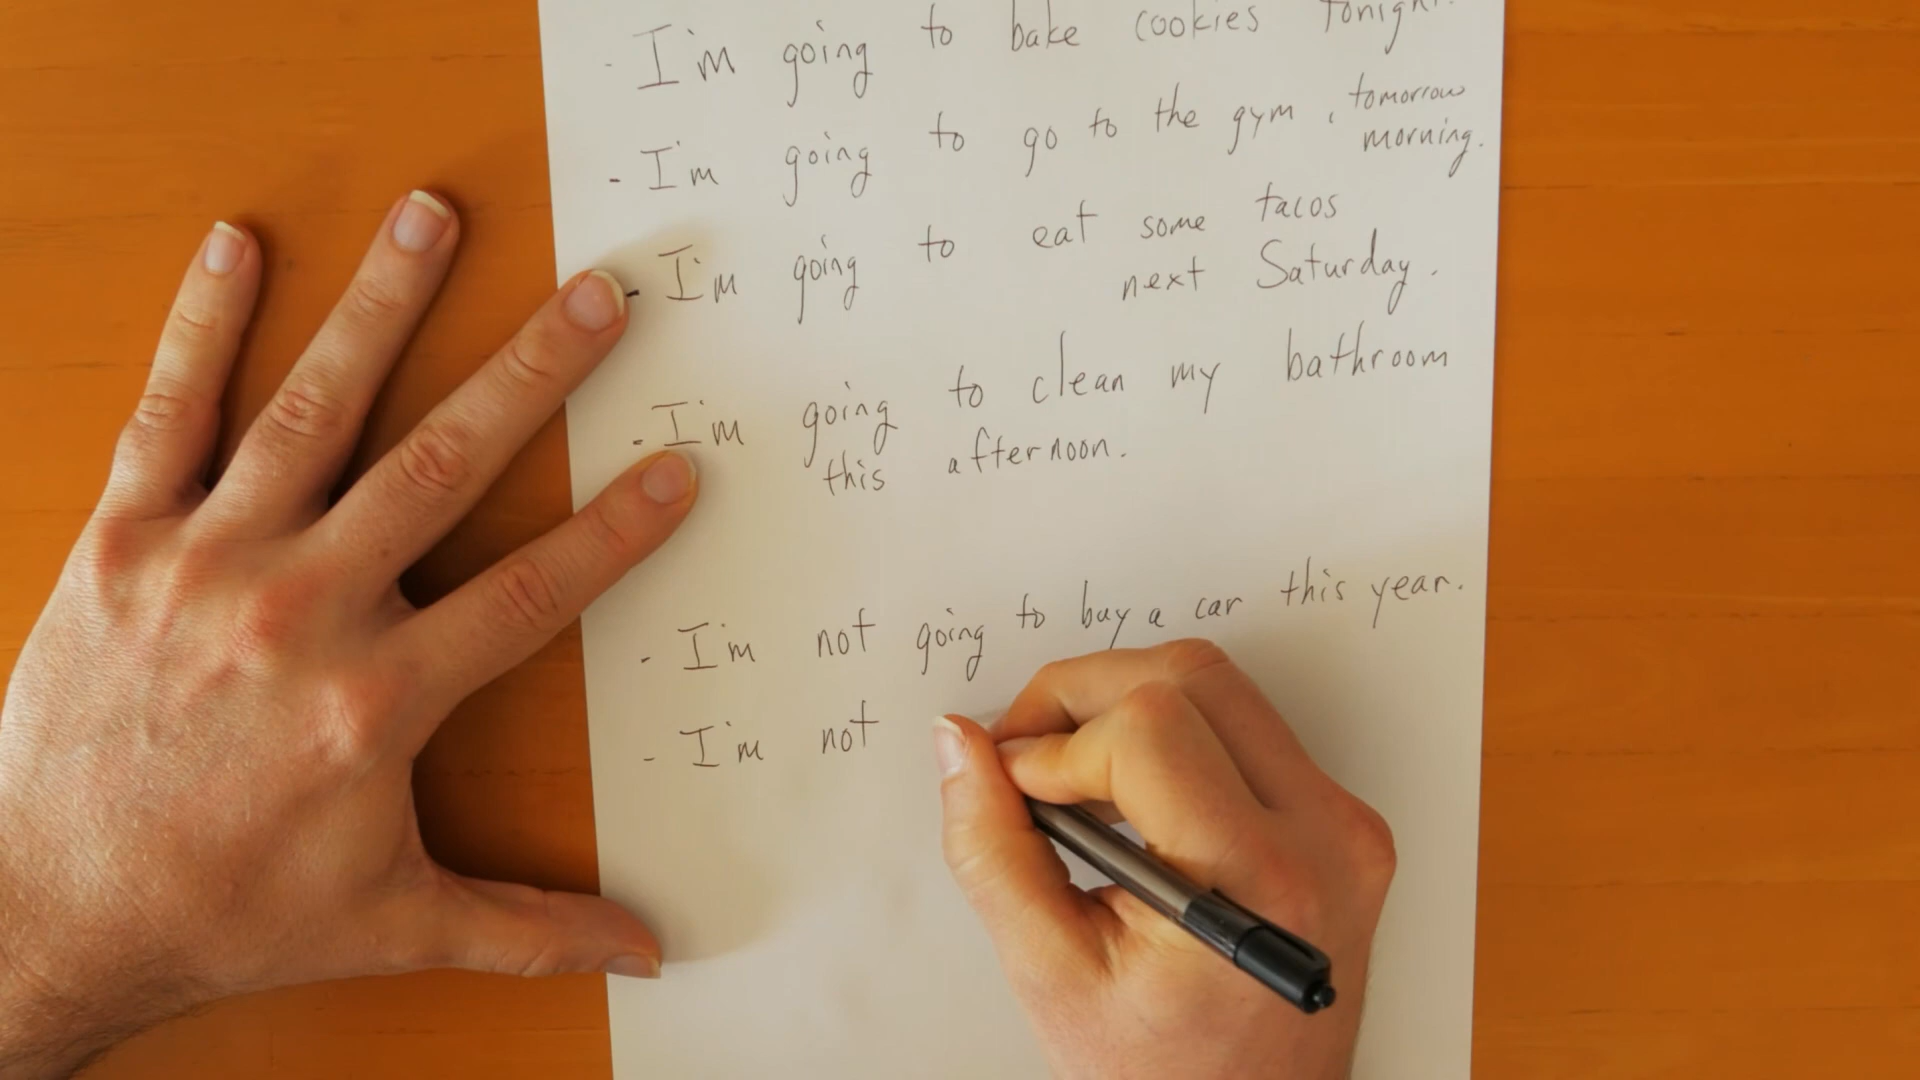 - I'm going to bake cookies tonight.
- I'm going to go to the gym, tomorrow
morning.
- I'm going to eat some tacos
next Saturday.
- I'm going to clean my bathroom
this afternoon.
- I'm not going to buy a car this year.
- I'm not